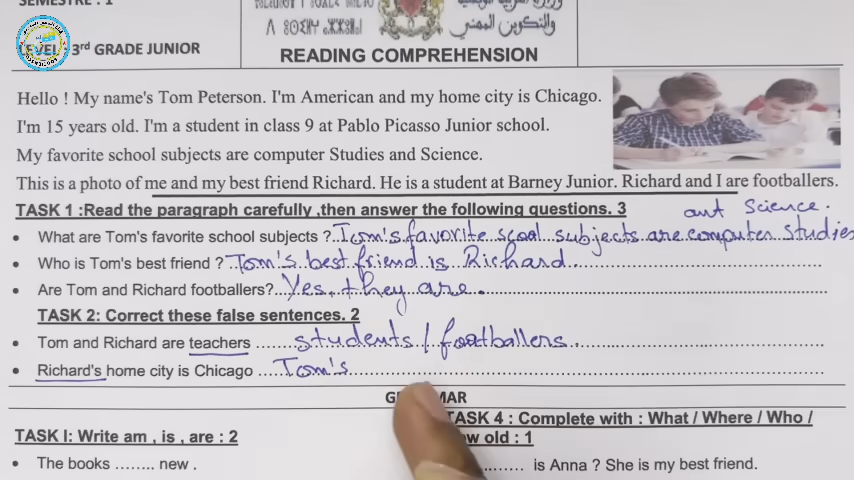 SEMESTRE : 1
LEVEL 3rd GRADE JUNIOR
والتكوين المهني
READING COMPREHENSION
Hello ! My name's Tom Peterson. I'm American and my home city is Chicago.
I'm 15 years old. I'm a student in class 9 at Pablo Picasso Junior school.
My favorite school subjects are computer Studies and Science.
This is a photo of me and my best friend Richard. He is a student at Barney Junior. Richard and I are footballers.
TASK 1 :Read the paragraph carefully ,then answer the following questions. 3
ant Science.
• What are Tom's favorite school subjects ? Tom's favorite scool subjects are computer studies
• Who is Tom's best friend ? Tom's best friend is Richard
• Are Tom and Richard footballers? Yes, they are.
TASK 2: Correct these false sentences. 2
• Tom and Richard are teachers ...... students / footballers.
• Richard's home city is Chicago ... Tom's
TASK 4 : Complete with : What / Where / Who /
TASK I: Write am , is , are : 2
old : 1
• The books ........ new .
........ is Anna ? She is my best friend.